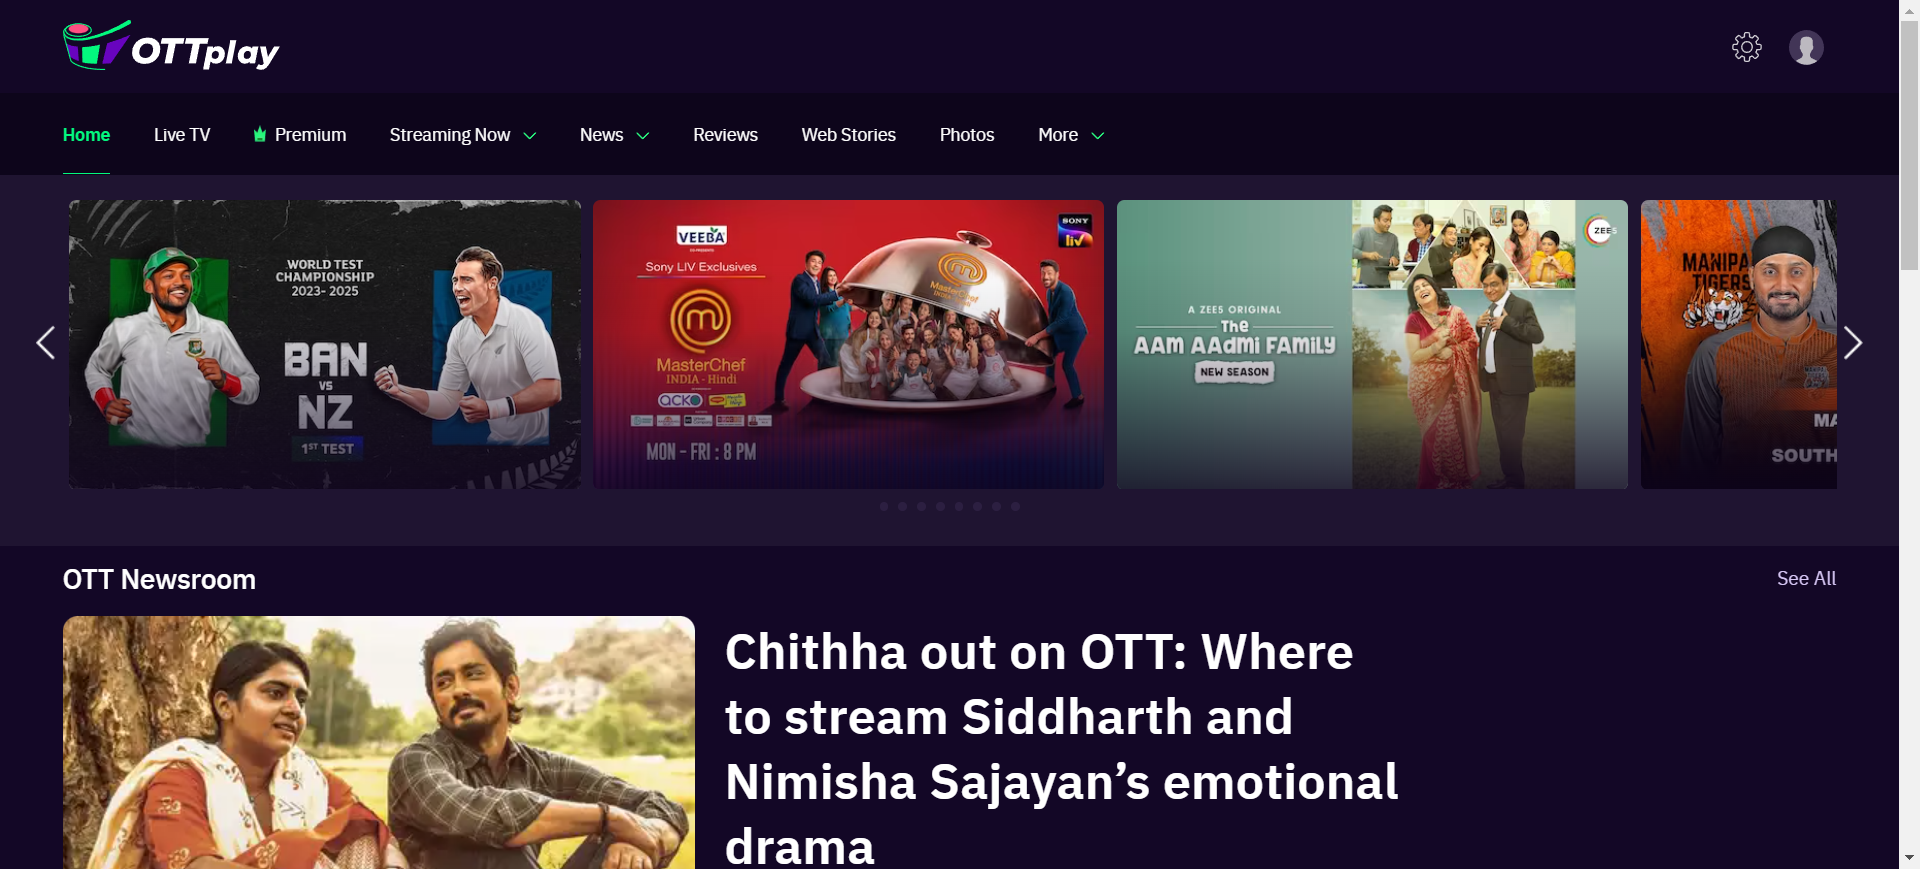 OTTplay
Home
Live TV
Premium
Streaming Now
News
Reviews
Web Stories
Photos
More
WORLD TEST
CHAMPIONSHIP
2023- 2025
BAN
VS
NZ
1ST TEST
VEEBA
Sony LIV Exclusives
MasterChef
INDIA - Hindi
acko
MON - FRI : 8 PM
MasterChef
SONY
liv
A ZEE5 ORIGINAL
The
AAM AAdmi FAMILY
NEW SEASON
ZEE5
MANIPA
TIGERS
MA
SOUTH
OTT Newsroom
See All
Chithha out on OTT: Where
to stream Siddharth and
Nimisha Sajayan’s emotional
drama